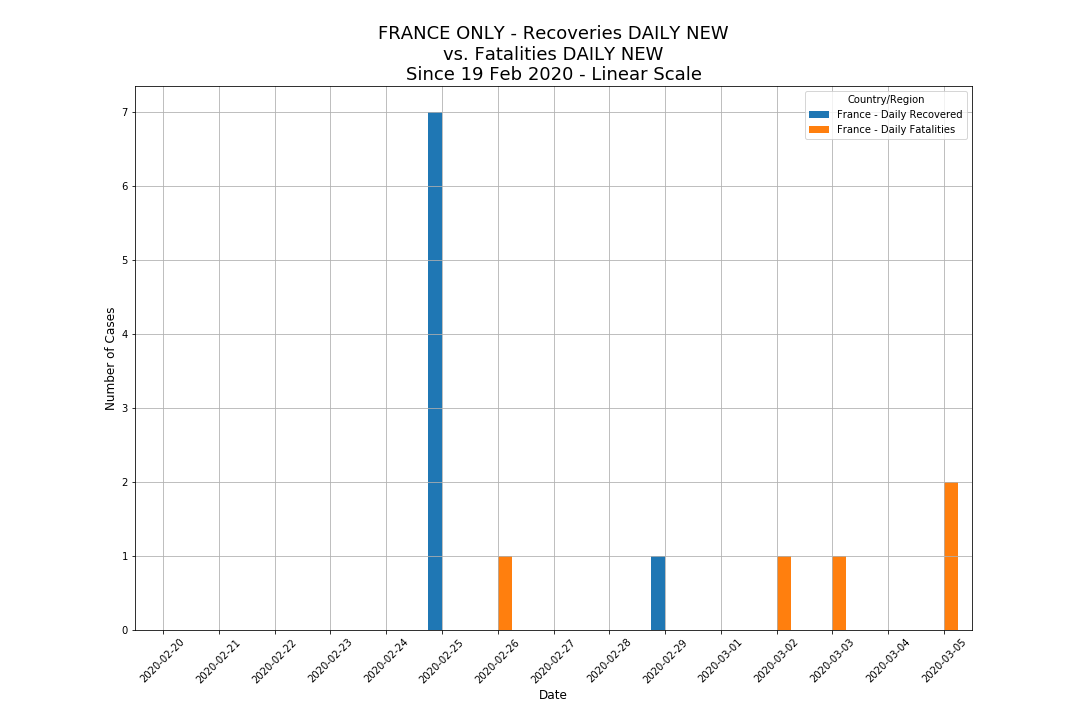 FRANCE ONLY - Recoveries DAILY NEW
vs. Fatalities DAILY NEW
Since 19 Feb 2020 - Linear Scale
Country/Region
France - Daily Recovered
France - Daily Fatalities
Number of Cases
7
6
5
4
3
2
1
0
2020-02-20
2020-02-21
2020-02-22
2020-02-23
2020-02-24
2020-02-25
2020-02-26
2020-02-27
2020-02-28
2020-02-29
2020-03-01
2020-03-02
2020-03-03
2020-03-04
2020-03-05
Date